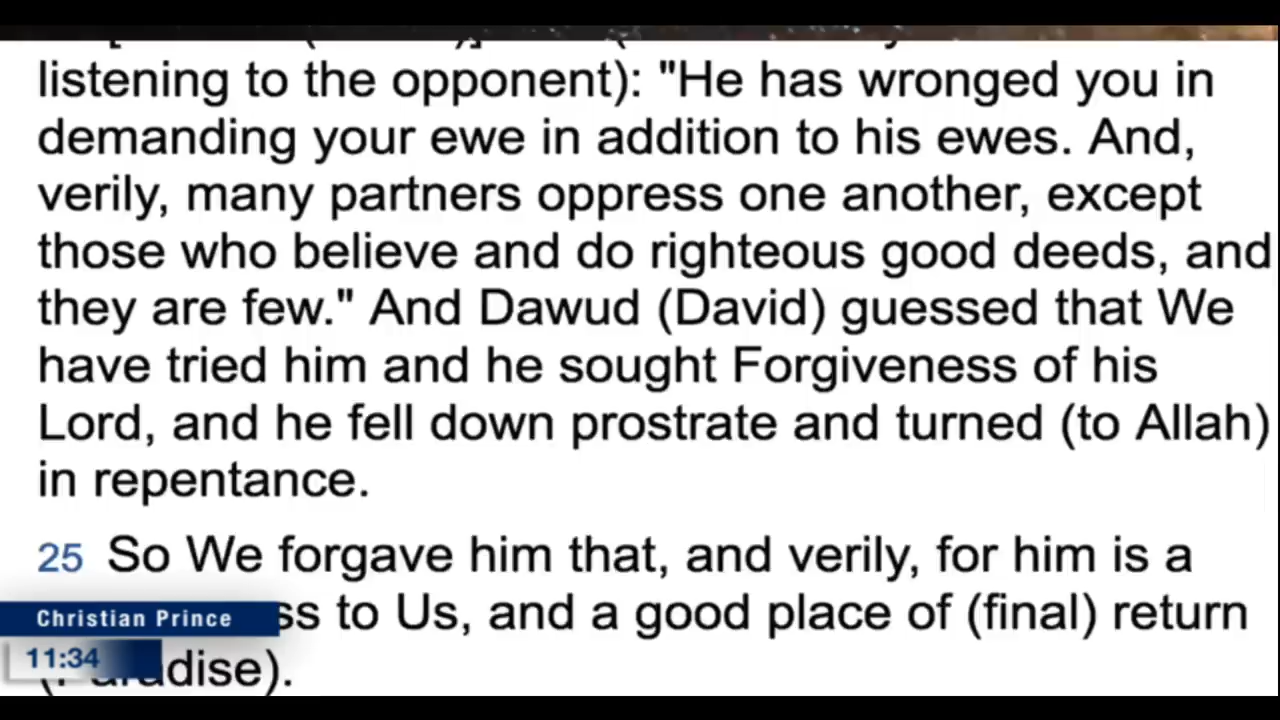 listening to the opponent): "He has wronged you in
demanding your ewe in addition to his ewes. And,
verily, many partners oppress one another, except
those who believe and do righteous good deeds, and
they are few." And Dawud (David) guessed that We
have tried him and he sought Forgiveness of his
Lord, and he fell down prostrate and turned (to Allah)
in repentance.
25 So We forgave him that, and verily, for him is a
ss to Us, and a good place of (final) return
(Paradise).
Christian Prince
11:34